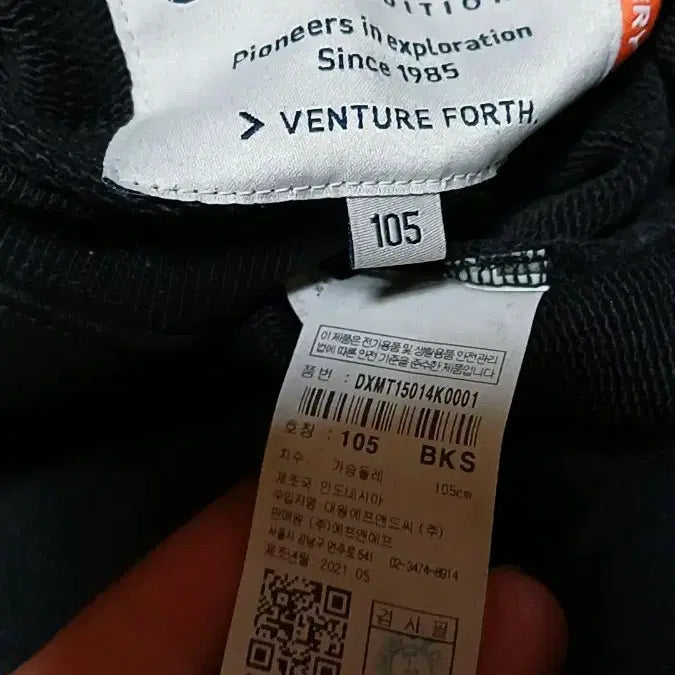 DITION
Pioneers in exploration
Since 1985
> VENTURE FORTH.
RY
105
이 제품은 전기용품 및 생활용품 안전관리
법에 따른 안전 기준을 준수한 제품입니다.
품 번 : DXMT15014K0001
호칭 : 105 BKS
치수: 가슴둘레 105cm
제조국 인도네시아
수입자명 대원에프앤드씨 (주)
판매원 (주)에프앤에프
서울시 강남구 언주로 541 02-3474-6914
제조년월 2021.05
검 사 필